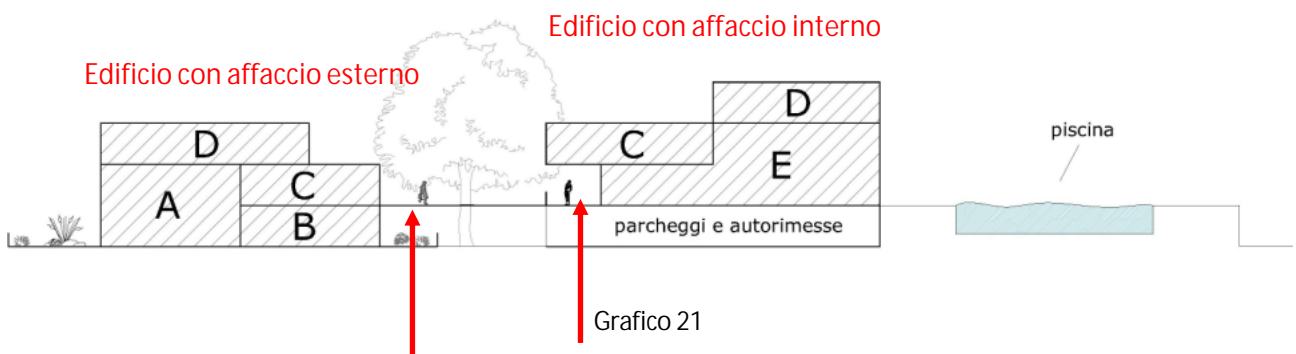 Edificio con affaccio interno
Edificio con affaccio esterno
D
D
C
piscina
C
E
A
B
parcheggi e autorimesse
Grafico 21